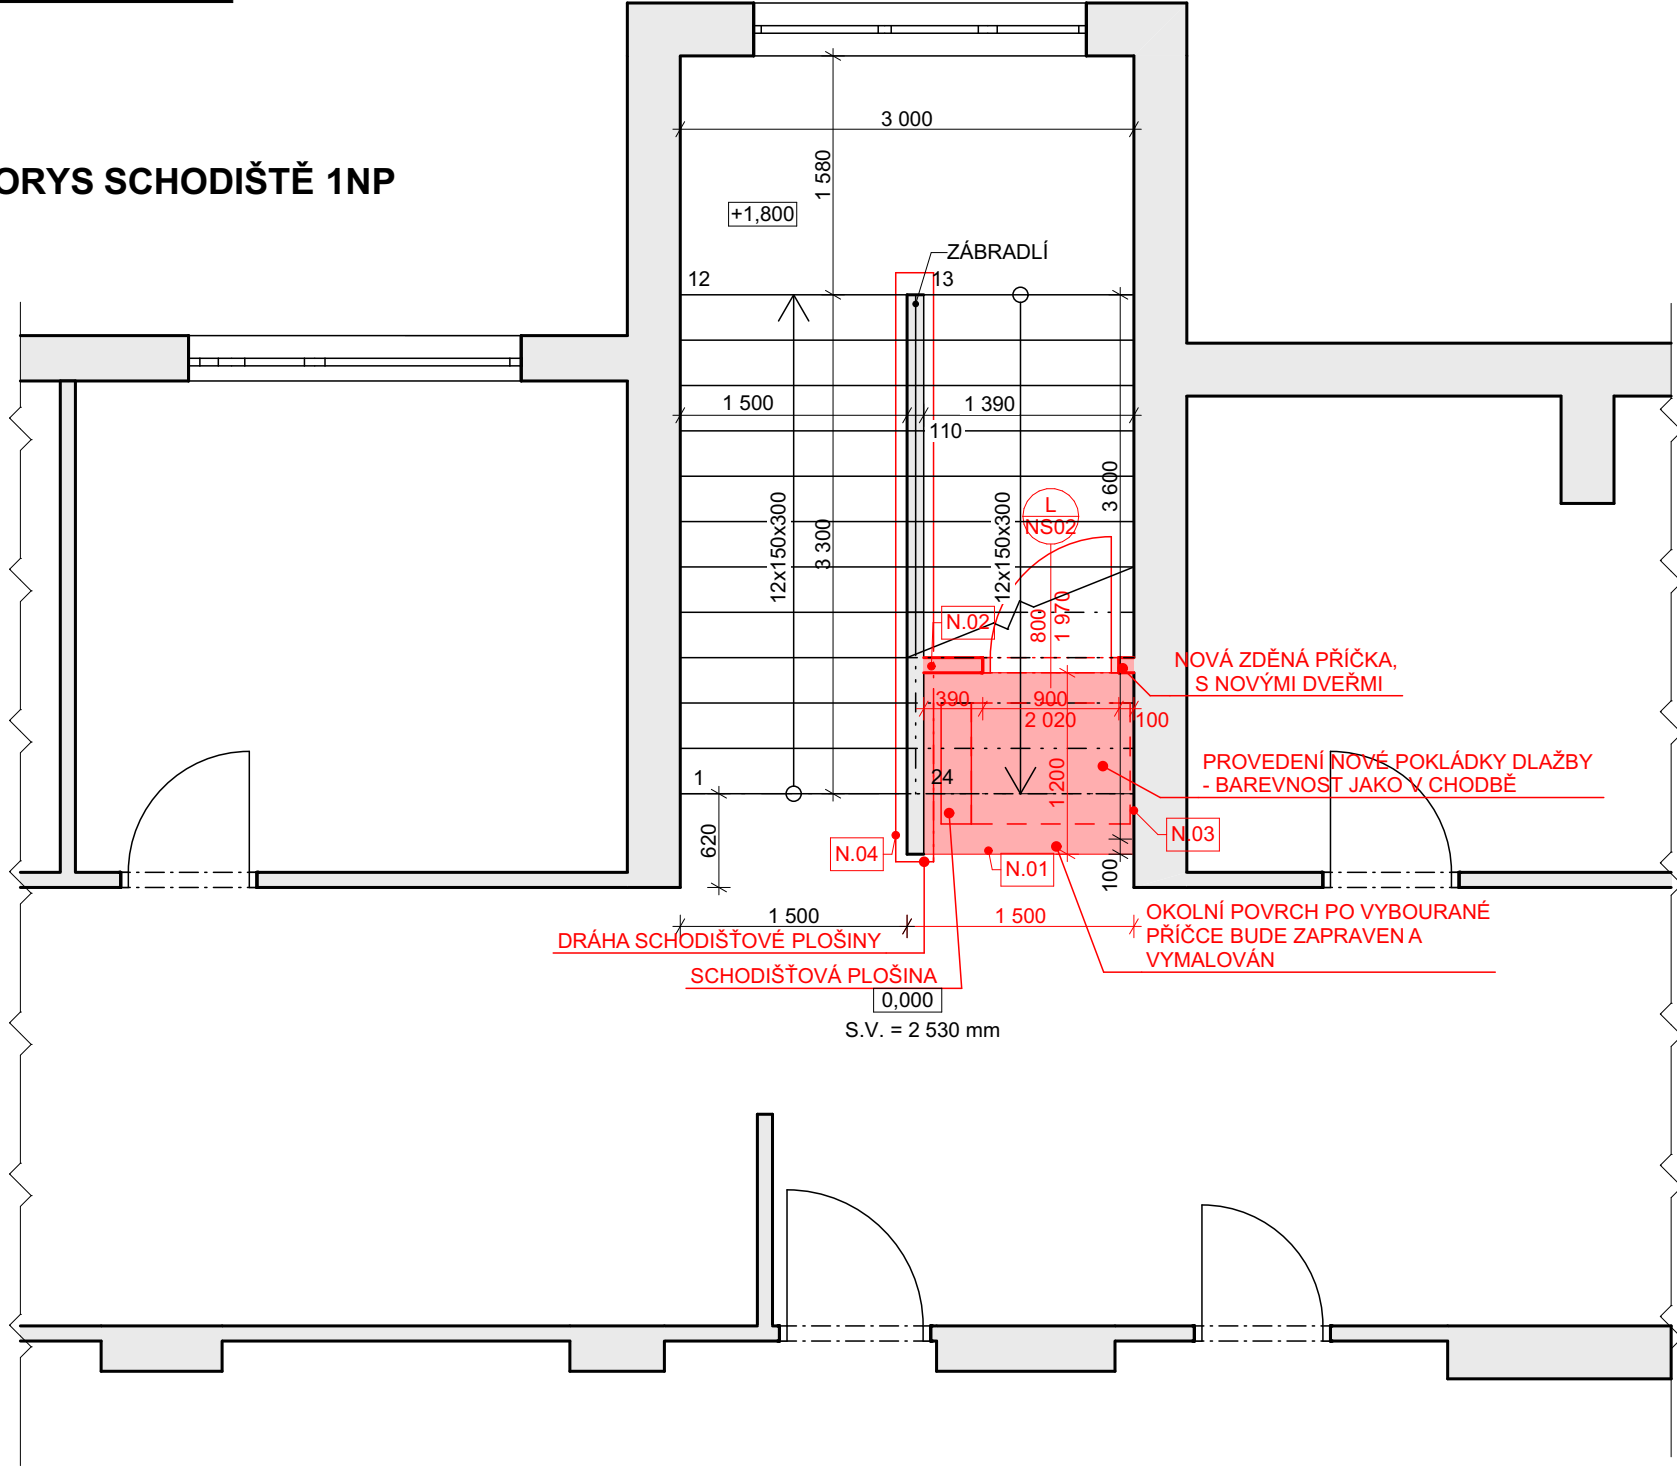 ORYS SCHODIŠTĚ 1NP
3 000
1 580
+1,800
ZÁBRADLÍ
12
13
1 500
1 390
110
3 600
12x150x300
3 300
12x150x300
L
NS02
800
1 970
N.02
NOVÁ ZDĚNÁ PŘÍČKA,
S NOVÝMI DVEŘMI
390
900
2 020
100
PROVEDENÍ NOVÉ POKLÁDKY DLAŽBY
- BAREVNOST JAKO V CHODBĚ
1
24
1 200
620
N.04
N.01
N.03
100
1 500
1 500
OKOLNÍ POVRCH PO VYBOURANÉ
PŘÍČCE BUDE ZAPRAVEN A
VYMALOVÁN
DRÁHA SCHODIŠŤOVÉ PLOŠINY
SCHODIŠŤOVÁ PLOŠINA
0,000
S.V. = 2 530 mm